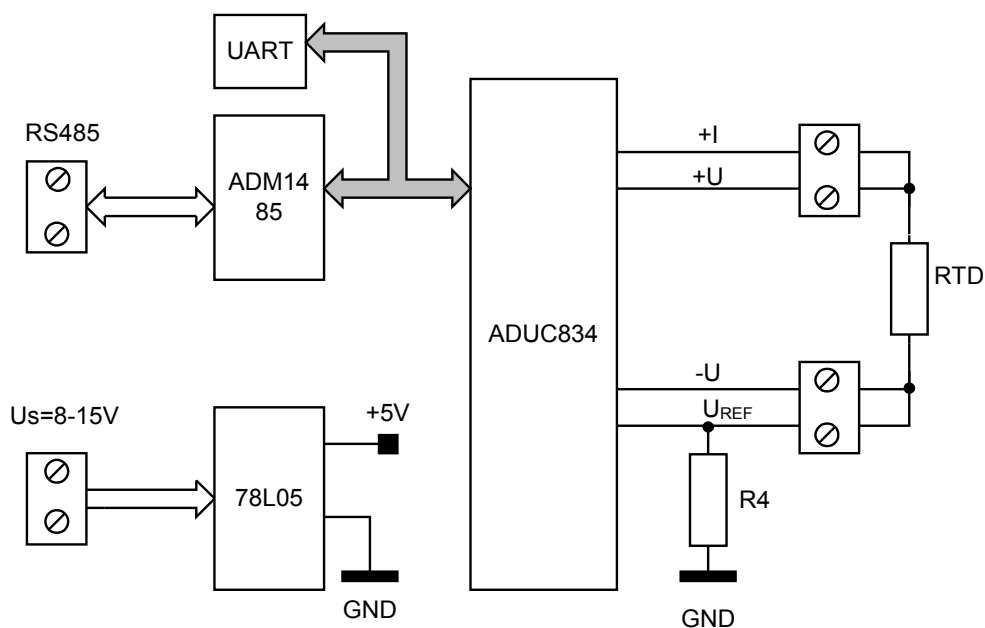 UART
RS485
ADM14
85
+I
+U
RTD
ADUC834
-U
UREF
Us=8-15V
+5V
78L05
R4
GND
GND